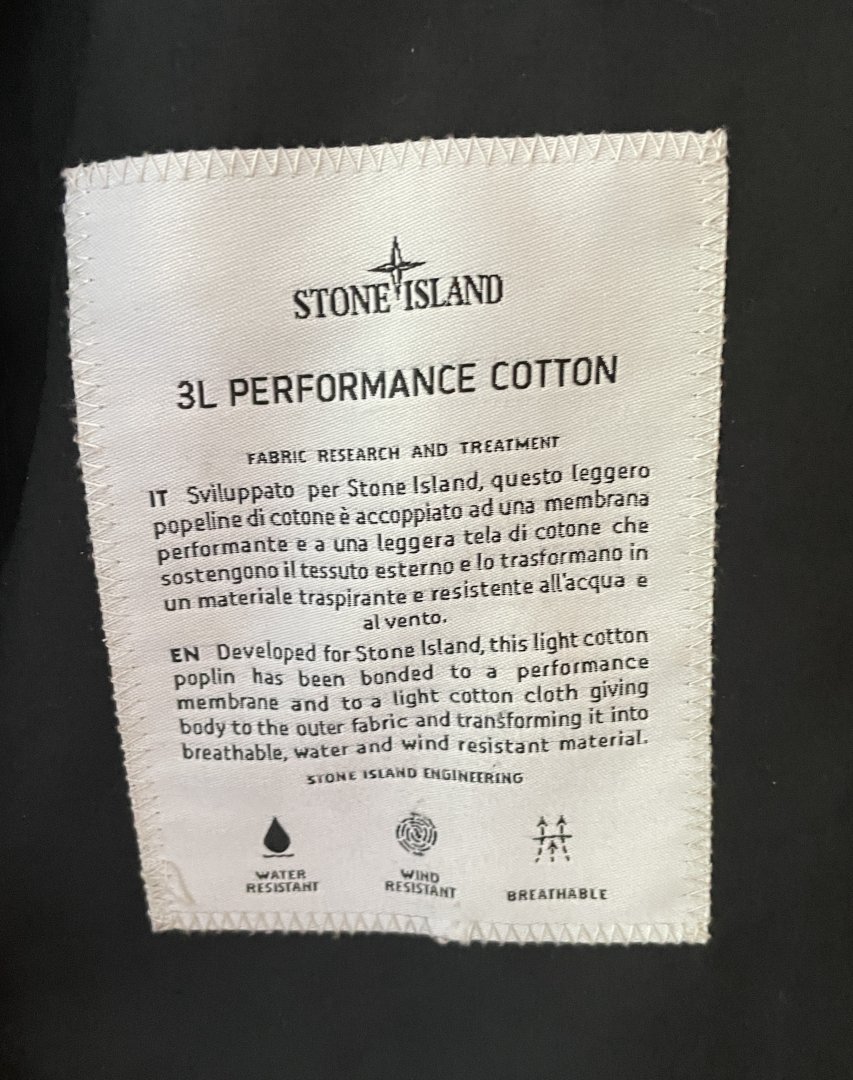 STONE ISLAND
3L PERFORMANCE COTTON
FABRIC RESEARCH AND TREATMENT
IT Sviluppato per Stone Island, questo leggero
popeline di cotone è accoppiato ad una membrana
performante e a una leggera tela di cotone che
sostengono il tessuto esterno e lo trasformano in
un materiale traspirante e resistente all'acqua e
al vento.
EN Developed for Stone Island, this light cotton
poplin has been bonded to a performance
membrane and to a light cotton cloth giving
body to the outer fabric and transforming it into
breathable, water and wind resistant material.
STONE ISLAND ENGINEERING
WATER
RESISTANT
WIND
RESISTANT
BREATHABLE